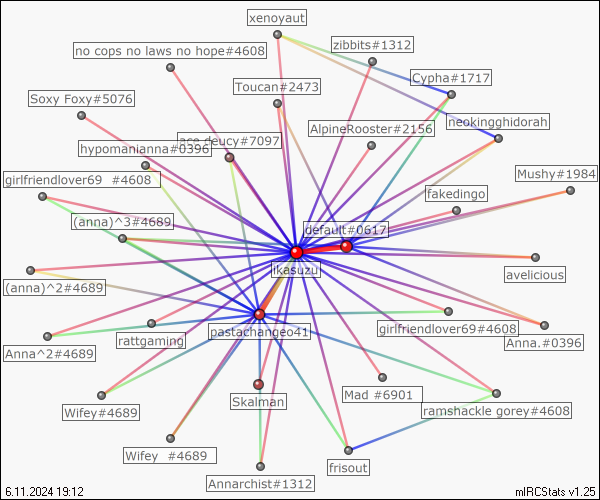 xenoyaut
zibbits#1312
no cops no laws no hope#4608
Cypha#1717
Toucan#2473
Soxy Foxy#5076
neokingghidorah
AlpineRooster#2156
ace deucy#7097
hypomanianna#0396
Mushy#1984
girlfriendlover69 #4608
fakedingo
(anna)^3#4689
default#0617
ikasuzu
avelicious
(anna)^2#4689
pastachangeo41
girlfriendlover69#4608
rattgaming
Anna.#0396
Anna^2#4689
Skalman
Mad #6901
ramshackle gorey#4608
Wifey#4689
Wifey #4689
frisout
Annarchist#1312
6.11.2024 19:12
mIRCStats v1.25